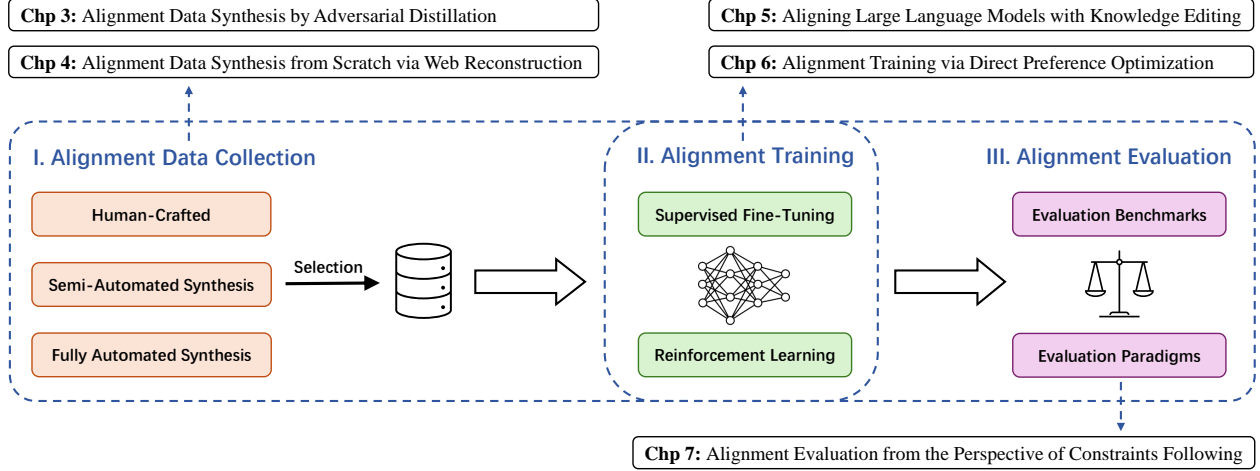 Chp 3: Alignment Data Synthesis by Adversarial Distillation
Chp 4: Alignment Data Synthesis from Scratch via Web Reconstruction
Chp 5: Aligning Large Language Models with Knowledge Editing
Chp 6: Alignment Training via Direct Preference Optimization
I. Alignment Data Collection
Human-Crafted
Semi-Automated Synthesis
Fully Automated Synthesis
Selection
II. Alignment Training
Supervised Fine-Tuning
Reinforcement Learning
III. Alignment Evaluation
Evaluation Benchmarks
Evaluation Paradigms
Chp 7: Alignment Evaluation from the Perspective of Constraints Following